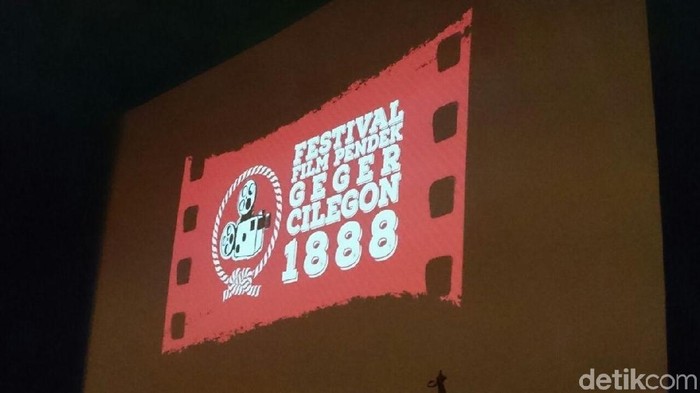 FESTIVAL
FILM PENDEK
GEGER
CILEGON
1888
detikcom